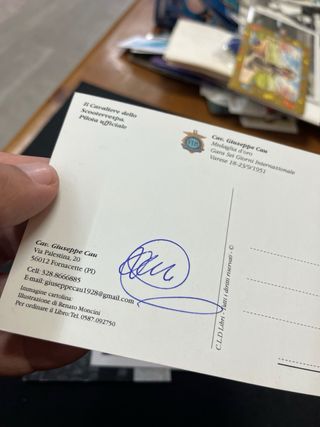 Il Cavaliere dello
Scooterrespa.
Pilota ufficiale
Cav. Giuseppe Cau
Medaglia d'oro
Gara Sei Giorni Internazionale
Varese 18-23/9/1951
Cav. Giuseppe Cau
Via Palestina, 20
56012 Fornacette (PI)
Cell: 328.8666885
E-mail: giuseppecau1928@gmail.com
Immagine cartolina:
Illustrazione di Renato Moncini
Per ordinare il Libro:Tel. 0587.092750
C.L.D Libri - Tutti i diritti riservati - ©